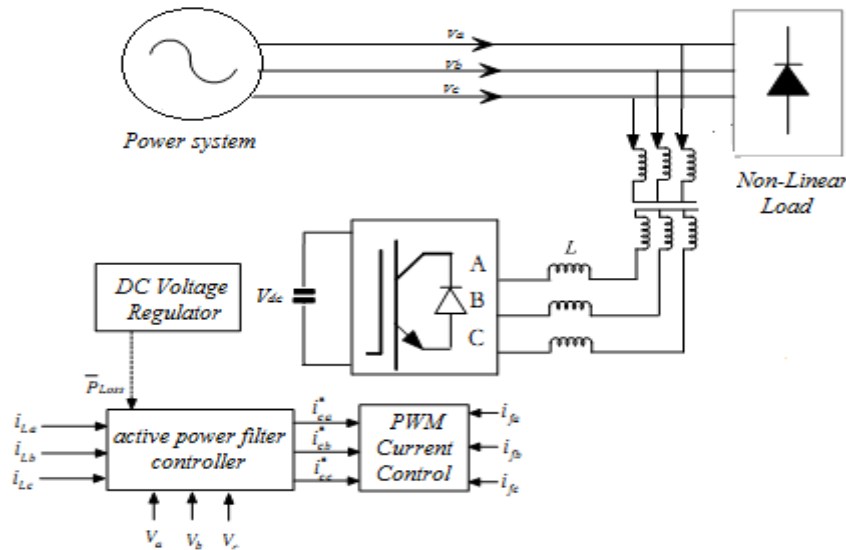 va
vb
vc
Power system
Non-Linear
Load
L
A
B
C
Vdc
DC Voltage
Regulator
P̅Loss
iLa
iLb
iLc
active power filter
controller
i*ca
i*cb
i*cc
PWM
Current
Control
ifa
ifb
ifc
Va
Vb
Vc